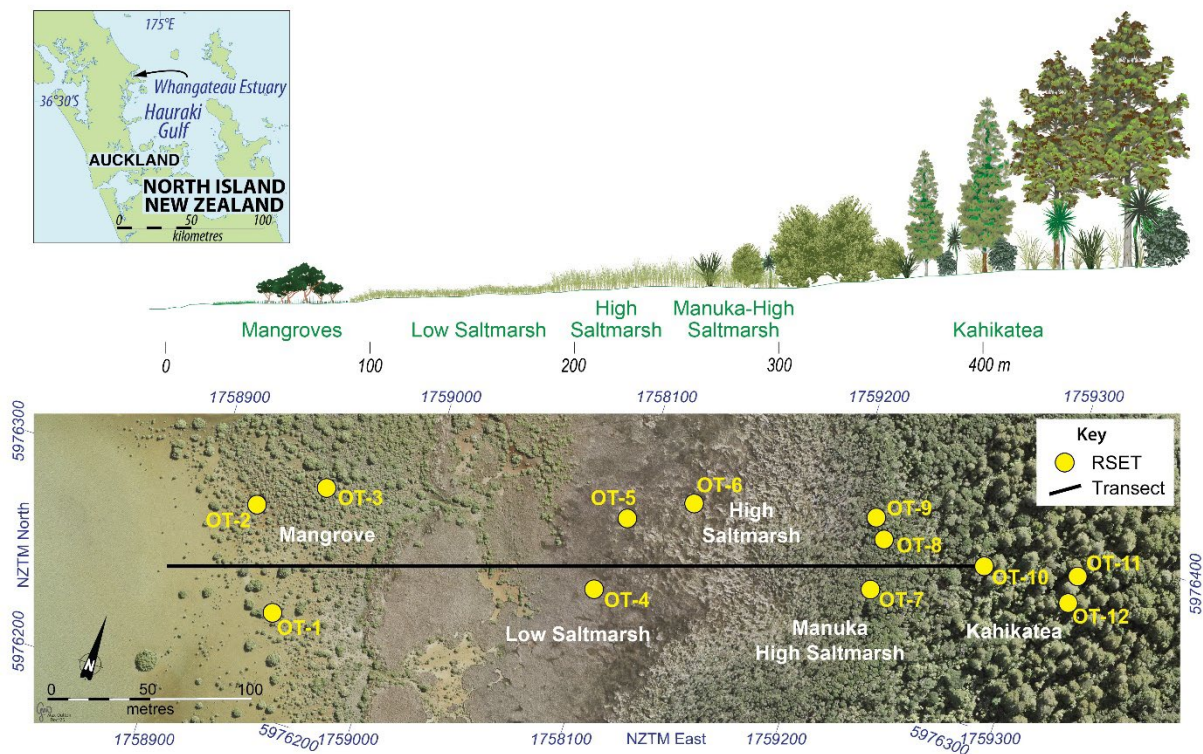 175°E
36°30'S
Whangateau Estuary
Hauraki
Gulf
AUCKLAND
NORTH ISLAND
NEW ZEALAND
0 50 100
kilometres
Mangroves
Low Saltmarsh
High
Saltmarsh
Manuka-High
Saltmarsh
Kahikatea
0 100 200 300 400 m
1758900 1759000 1758100 1759200 1759300
5976300
NZTM North
5976200
Key
RSET
Transect
OT-2
OT-3
Mangrove
OT-1
OT-5
OT-6
High
Saltmarsh
OT-4
Low Saltmarsh
OT-9
OT-8
OT-7
Manuka
High Saltmarsh
OT-10
OT-11
OT-12
Kahikatea
5976400
N
0 50 100
metres
1758900 5976200 1759000 1758100 NZTM East 1759200 5976300 1759300